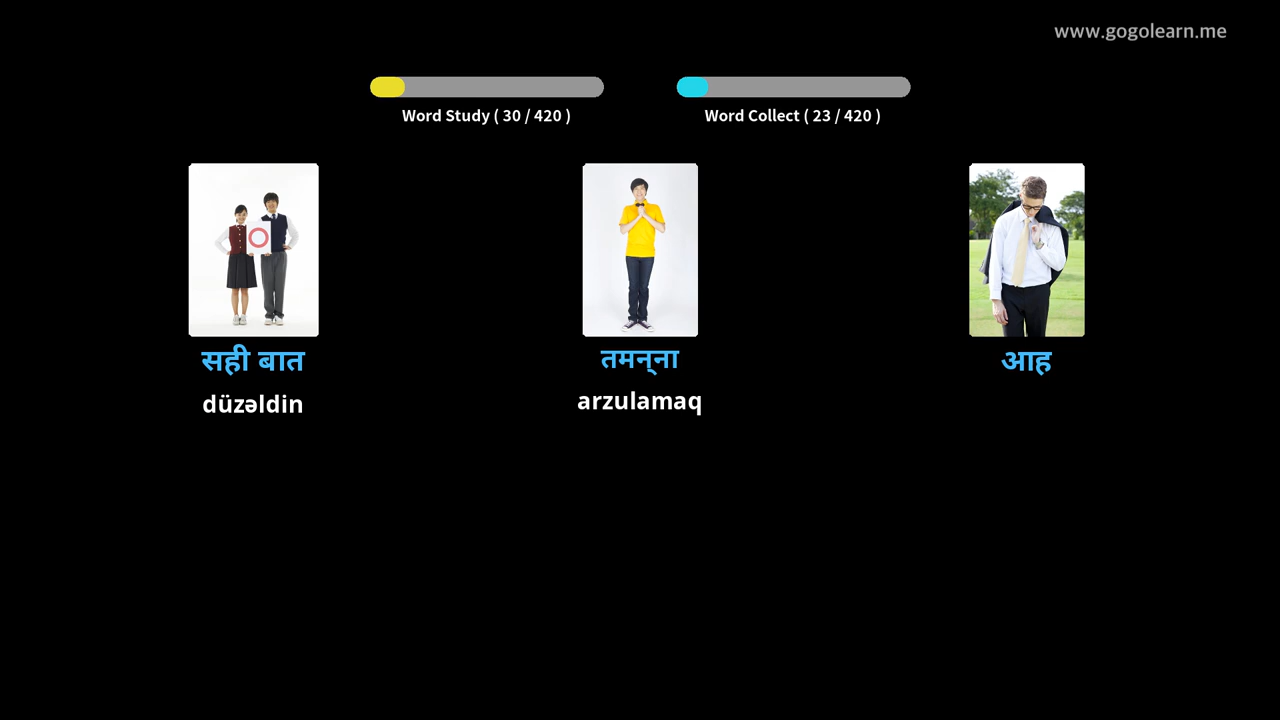 www.gogolearn.me
Word Study ( 30 / 420 )
Word Collect ( 23 / 420 )
सही बात
तमन्‌ना
आह
düzəldin
arzulamaq